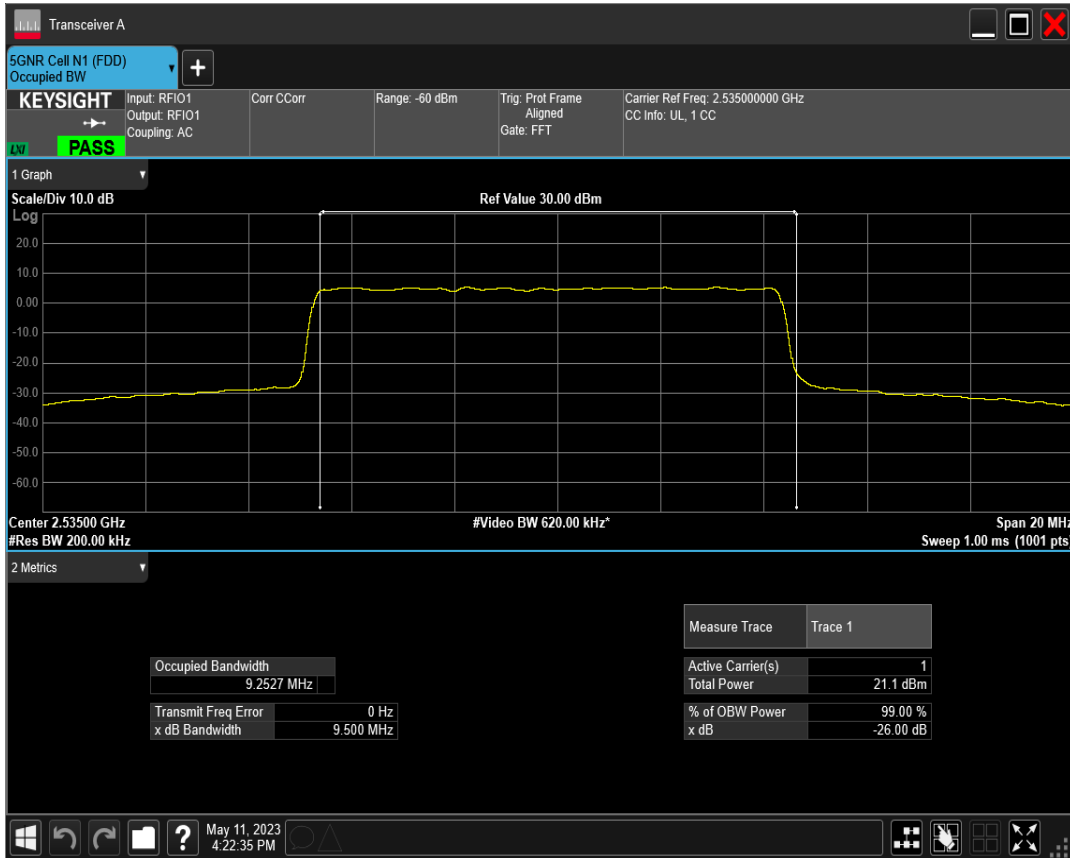 Transceiver A
5GNR Cell N1 (FDD)
Occupied BW
+
KEYSIGHT
LXI
PASS
Input: RFIO1
Output: RFIO1
Coupling: AC
Corr CCorr
Range: -60 dBm
Trig: Prot Frame
Aligned
Gate: FFT
Carrier Ref Freq: 2.535000000 GHz
CC Info: UL, 1 CC
1 Graph
Scale/Div 10.0 dB
Ref Value 30.00 dBm
Log
20.0
10.0
0.00
-10.0
-20.0
-30.0
-40.0
-50.0
-60.0
Center 2.53500 GHz
#Video BW 620.00 kHz*
Span 20 MHz
#Res BW 200.00 kHz
Sweep 1.00 ms (1001 pts)
2 Metrics
Measure Trace Trace 1
Occupied Bandwidth
9.2527 MHz
Active Carrier(s) 1
Total Power 21.1 dBm
Transmit Freq Error 0 Hz
x dB Bandwidth 9.500 MHz
% of OBW Power 99.00 %
x dB -26.00 dB
?
May 11, 2023
4:22:35 PM